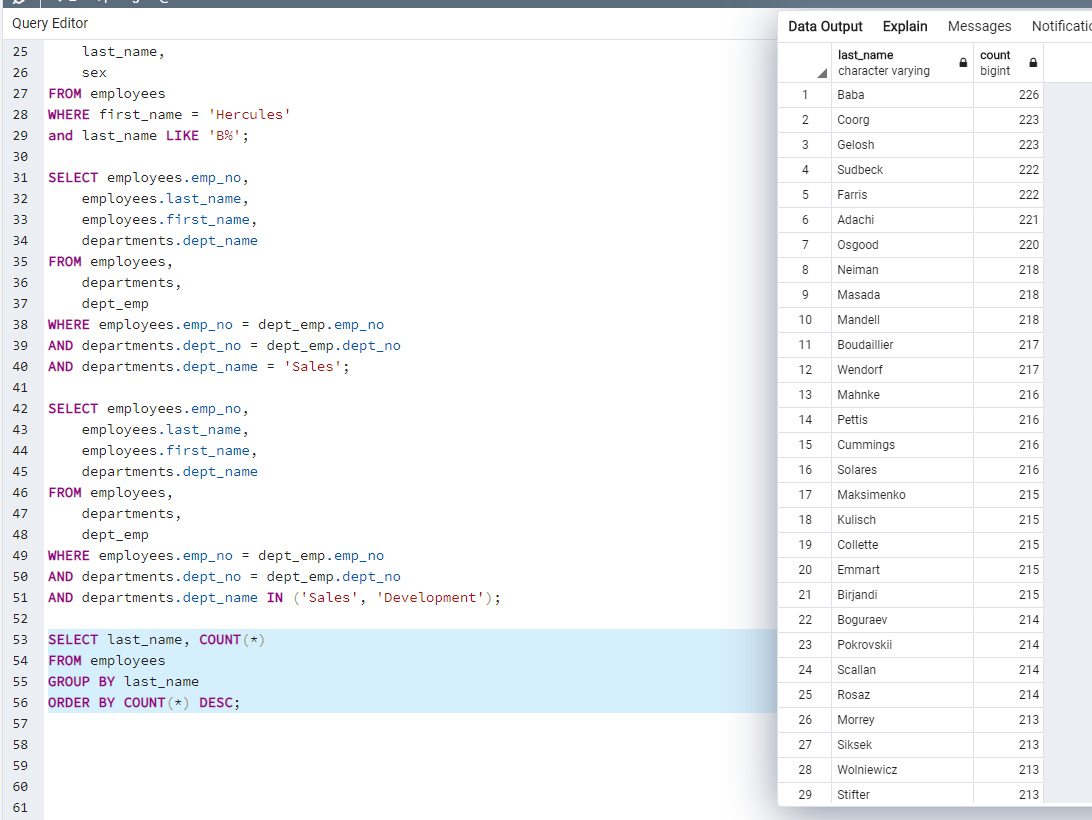 Query Editor
25 last_name,
26 sex
27 FROM employees
28 WHERE first_name = 'Hercules'
29 and last_name LIKE 'B%';
30
31 SELECT employees.emp_no,
32 employees.last_name,
33 employees.first_name,
34 departments.dept_name
35 FROM employees,
36 departments,
37 dept_emp
38 WHERE employees.emp_no = dept_emp.emp_no
39 AND departments.dept_no = dept_emp.dept_no
40 AND departments.dept_name = 'Sales';
41
42 SELECT employees.emp_no,
43 employees.last_name,
44 employees.first_name,
45 departments.dept_name
46 FROM employees,
47 departments,
48 dept_emp
49 WHERE employees.emp_no = dept_emp.emp_no
50 AND departments.dept_no = dept_emp.dept_no
51 AND departments.dept_name IN ('Sales', 'Development');
52
53 SELECT last_name, COUNT(*)
54 FROM employees
55 GROUP BY last_name
56 ORDER BY COUNT(*) DESC;
57
58
59
60
61
Data Output Explain Messages Notificatio
last_name count
character varying bigint
1 Baba 226
2 Coorg 223
3 Gelosh 223
4 Sudbeck 222
5 Farris 222
6 Adachi 221
7 Osgood 220
8 Neiman 218
9 Masada 218
10 Mandell 218
11 Boudaillier 217
12 Wendorf 217
13 Mahnke 216
14 Pettis 216
15 Cummings 216
16 Solares 216
17 Maksimenko 215
18 Kulisch 215
19 Collette 215
20 Emmart 215
21 Birjandi 215
22 Boguraev 214
23 Pokrovskii 214
24 Scallan 214
25 Rosaz 214
26 Morrey 213
27 Siksek 213
28 Wolniewicz 213
29 Stifter 213